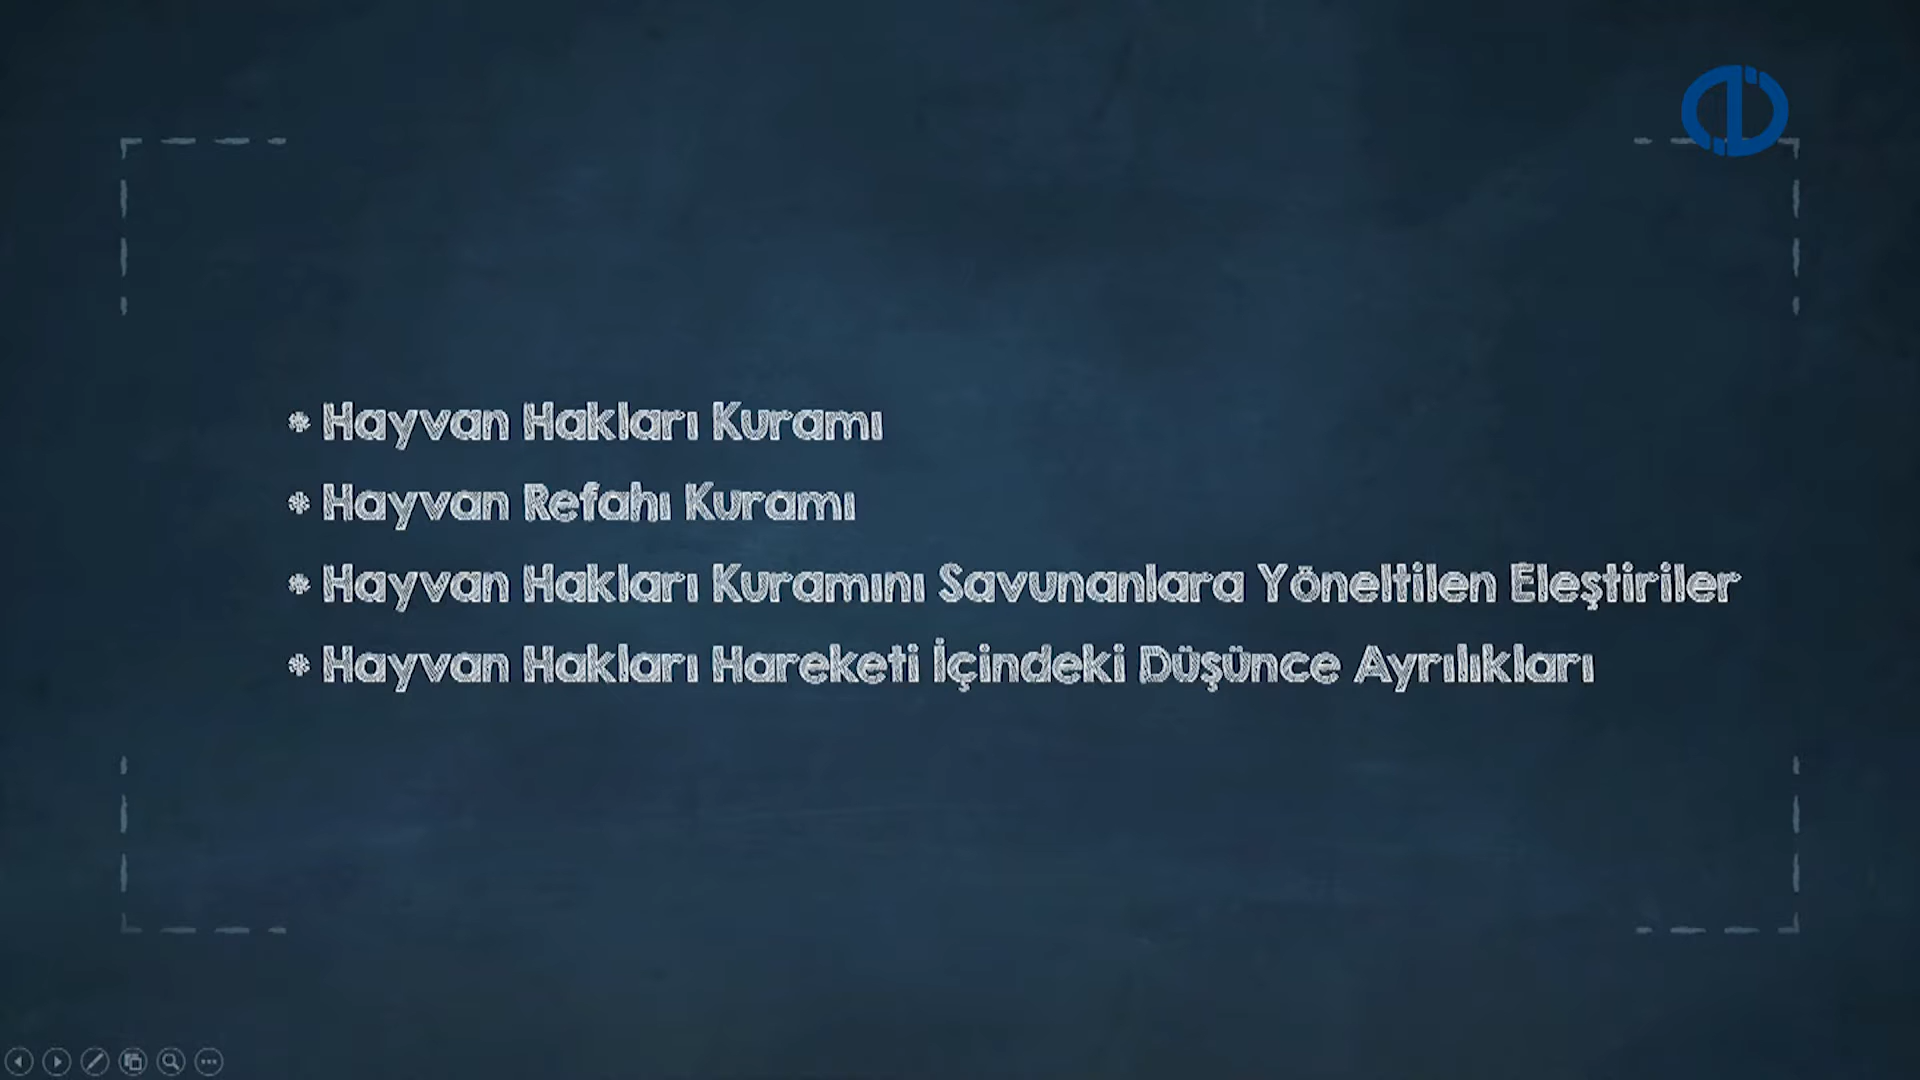 * Hayvan Hakları Kuramı
* Hayvan Refahı Kuramı
* Hayvan Hakları Kuramını Savunanlara Yöneltilen Eleştiriler
* Hayvan Hakları Hareketi İçindeki Düşünce Ayrılıkları